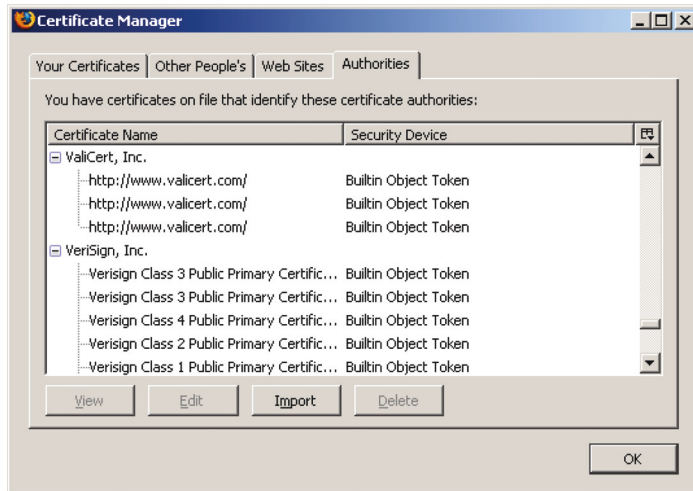 Certificate Manager
Your Certificates Other People's Web Sites Authorities
You have certificates on file that identify these certificate authorities:
Certificate Name Security Device
ValiCert, Inc.
http://www.valicert.com/ Builtin Object Token
http://www.valicert.com/ Builtin Object Token
http://www.valicert.com/ Builtin Object Token
VeriSign, Inc.
Verisign Class 3 Public Primary Certific... Builtin Object Token
Verisign Class 3 Public Primary Certific... Builtin Object Token
Verisign Class 4 Public Primary Certific... Builtin Object Token
Verisign Class 2 Public Primary Certific... Builtin Object Token
Verisign Class 1 Public Primary Certific... Builtin Object Token
View Edit Import Delete
OK